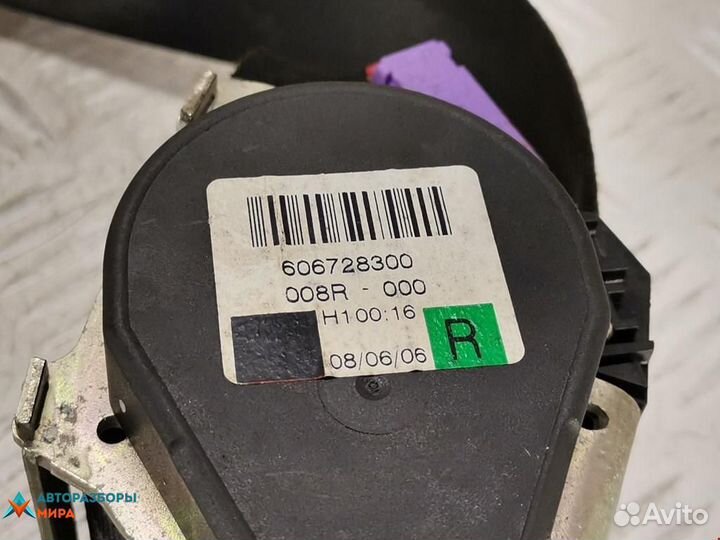 606728300
008R - 000
H100:16
08/06/06
R
АВТОРАЗБОРЫ
МИРА
Avito